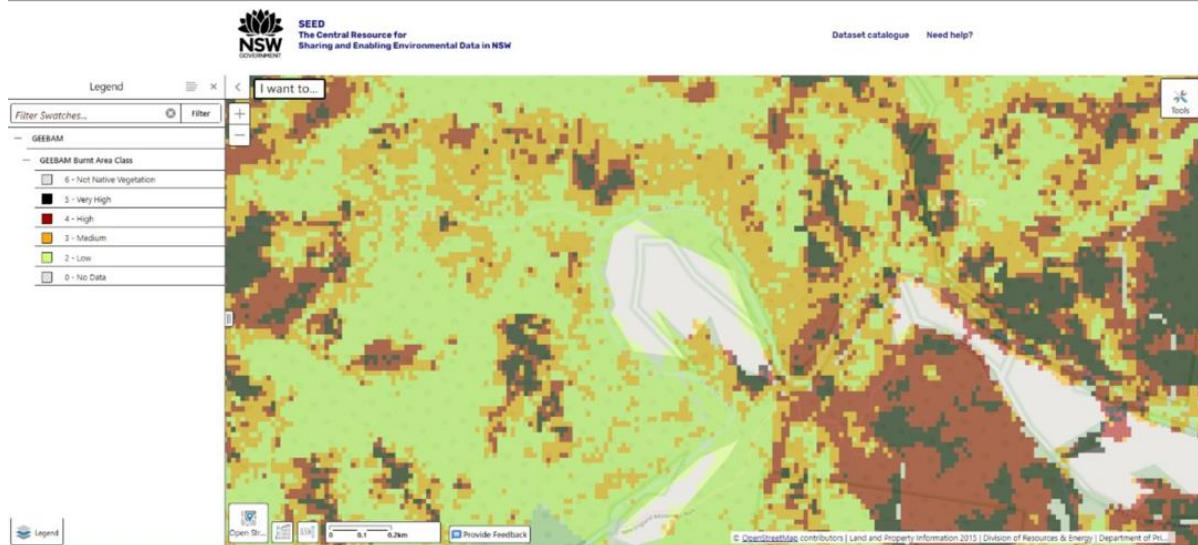 NSW
GOVERNMENT
SEED
The Central Resource for
Sharing and Enabling Environmental Data in NSW
Dataset catalogue Need help?
Legend
Filter Swatches... Filter
GEEBAM
GEEBAM Burnt Area Class
6 - Not Native Vegetation
5 - Very High
4 - High
3 - Medium
2 - Low
0 - No Data
Legend
I want to...
Tools
Open Str...
0 0.1 0.2km
Provide Feedback
© OpenStreetMap contributors | Land and Property Information 2015 | Division of Resources & Energy | Department of Pri...